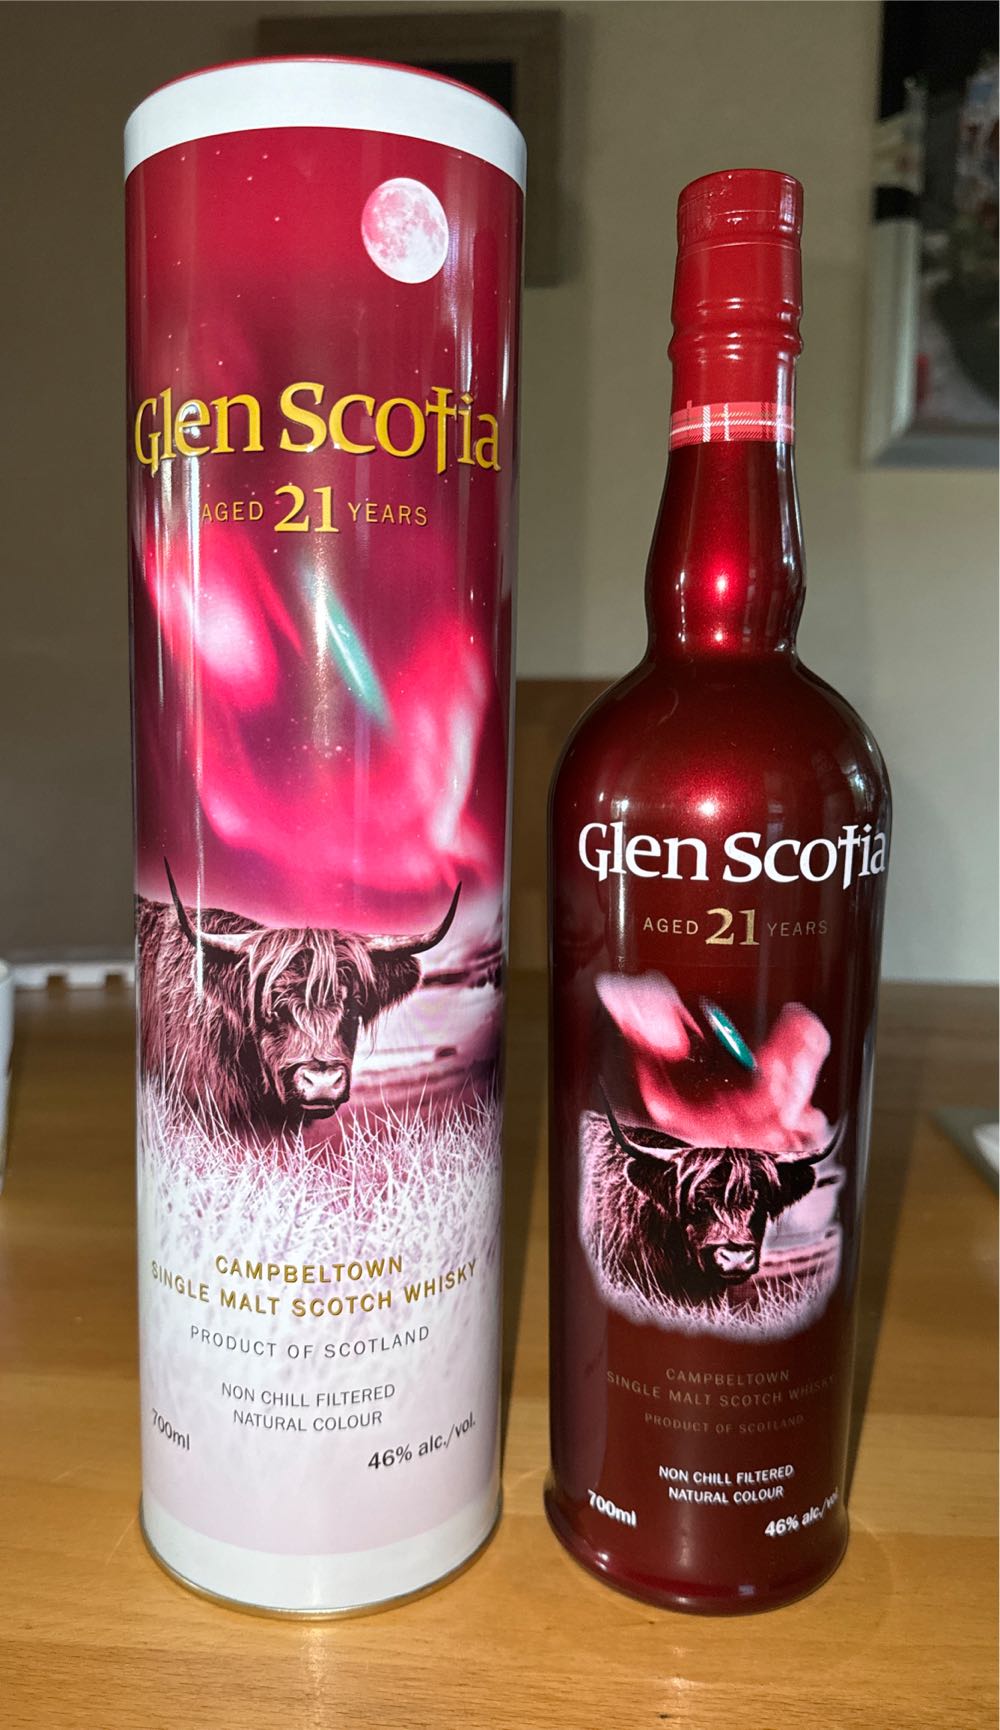 Glen Scotia
AGED 21 YEARS
CAMPBELTOWN
SINGLE MALT SCOTCH WHISKY
PRODUCT OF SCOTLAND
NON CHILL FILTERED
NATURAL COLOUR
700ml
46% alc./vol.
Glen Scotia
AGED 21 YEARS
CAMPBELTOWN
SINGLE MALT SCOTCH WHISKY
PRODUCT OF SCOTLAND
NON CHILL FILTERED
NATURAL COLOUR
700ml
46% alc./vol